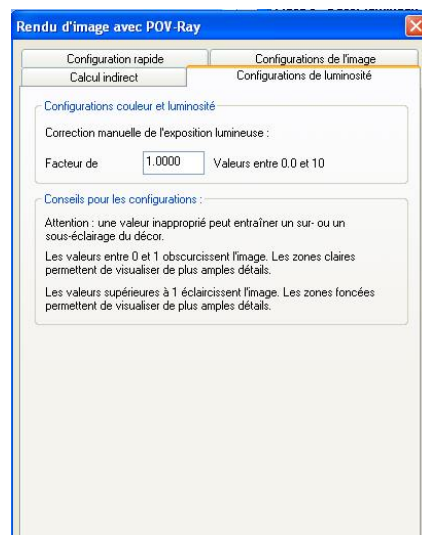 Rendu d'image avec POV-Ray
Configuration rapide
Configurations de l'image
Calcul indirect
Configurations de luminosité
Configurations couleur et luminosité
Correction manuelle de l'exposition lumineuse :
Facteur de 1.0000 Valeurs entre 0.0 et 10
Conseils pour les configurations :
Attention : une valeur inapproprié peut entraîner un sur- ou un
sous-éclairage du décor.
Les valeurs entre 0 et 1 obscurcissent l'image. Les zones claires
permettent de visualiser de plus amples détails.
Les valeurs supérieures à 1 éclaircissent l'image. Les zones foncées
permettent de visualiser de plus amples détails.